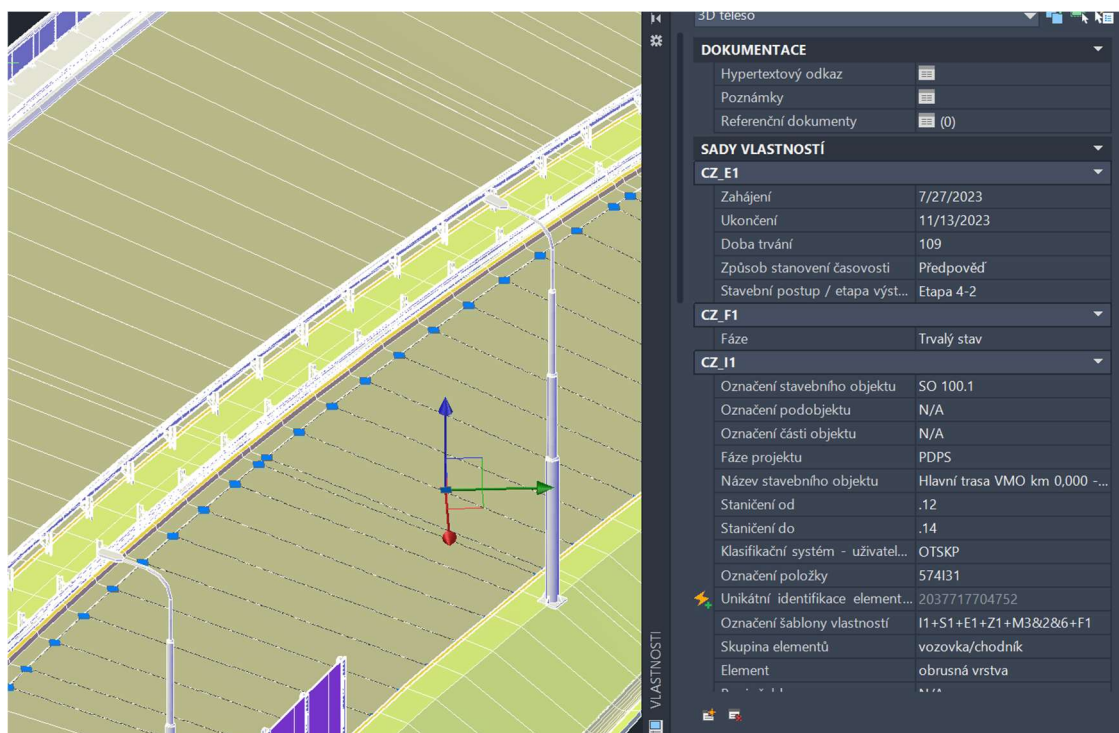 3D těleso
DOKUMENTACE
Hypertextový odkaz
Poznámky
Referenční dokumenty (0)
SADY VLASTNOSTÍ
CZ_E1
Zahájení 7/27/2023
Ukončení 11/13/2023
Doba trvání 109
Způsob stanovení časovosti Předpověď
Stavební postup / etapa výst... Etapa 4-2
CZ_F1
Fáze Trvalý stav
CZ_I1
Označení stavebního objektu SO 100.1
Označení podobjektu N/A
Označení části objektu N/A
Fáze projektu PDPS
Název stavebního objektu Hlavní trasa VMO km 0,000 -...
Staničení od .12
Staničení do .14
Klasifikační systém - uživatel... OTSKP
Označení položky 574I31
Unikátní identifikace element... 2037717704752
Označení šablony vlastností I1+S1+E1+Z1+M3&2&6+F1
Skupina elementů vozovka/chodník
Element obrusná vrstva
N/A
VLASTNOSTI